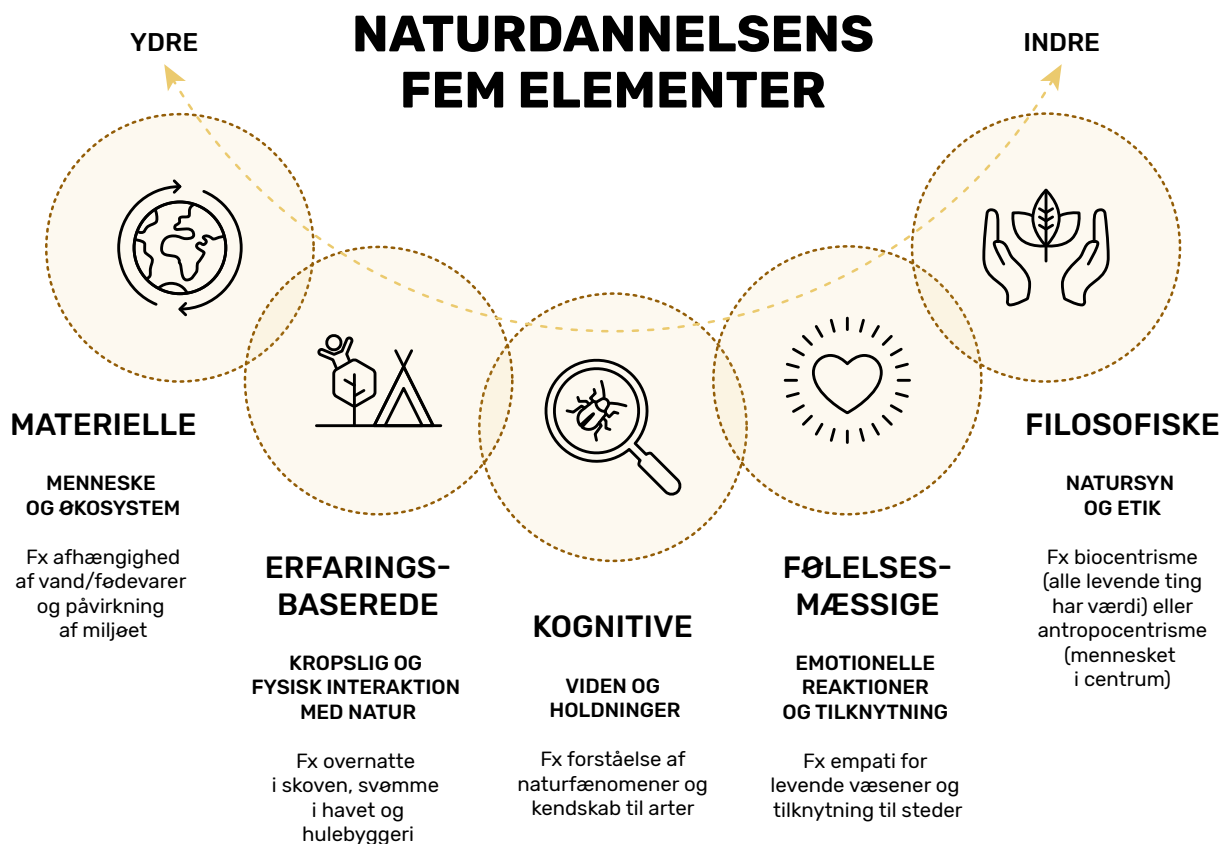 NATURDANNELSENS
FEM ELEMENTER
YDRE
INDRE
MATERIELLE
MENNESKE
OG ØKOSYSTEM
Fx afhængighed
af vand/fødevarer
og påvirkning
af miljøet
ERFARINGS-
BASEREDE
KROPSLIG OG
FYSISK INTERAKTION
MED NATUR
Fx overnatte
i skoven, svømme
i havet og
hulebyggeri
KOGNITIVE
VIDEN OG
HOLDNINGER
Fx forståelse af
naturfænomener og
kendskab til arter
FØLELSES-
MÆSSIGE
EMOTIONELLE
REAKTIONER
OG TILKNYTNING
Fx empati for
levende væsener og
tilknytning til steder
FILOSOFISKE
NATURSYN
OG ETIK
Fx biocentrisme
(alle levende ting
har værdi) eller
antropocentrisme
(mennesket
i centrum)